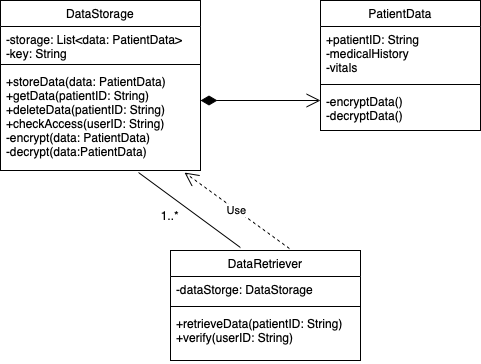 DataStorage
-storage: List<data: PatientData>
-key: String
+storeData(data: PatientData)
+getData(patientID: String)
+deleteData(patientID: String)
+checkAccess(userID: String)
-encrypt(data: PatientData)
-decrypt(data:PatientData)
PatientData
+patientID: String
-medicalHistory
-vitals
-encryptData()
-decryptData()
1..*
Use
DataRetriever
-dataStorge: DataStorage
+retrieveData(patientID: String)
+verify(userID: String)